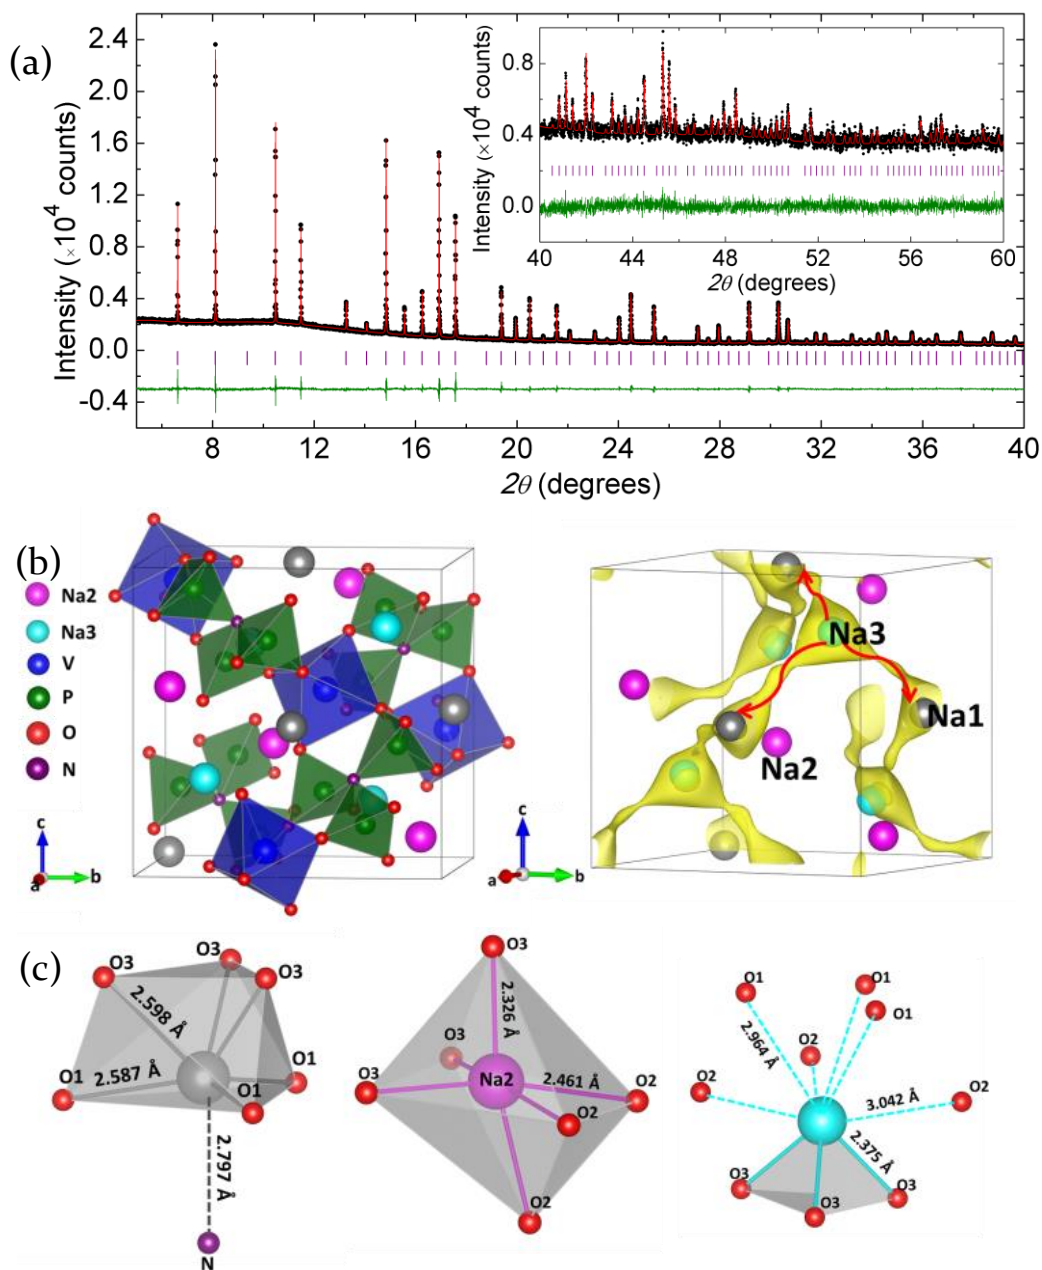 (a)
Intensity (×10⁴ counts)
2.4
2.0
1.6
1.2
0.8
0.4
0.0
-0.4
8 12 16 20 24 28 32 36 40
2θ (degrees)
Intensity (×10⁴ counts)
0.8
0.4
0.0
40 44 48 52 56 60
2θ (degrees)
(b)
Na2
Na3
V
P
O
N
c
a
b
Na3
Na1
Na2
c
a
b
(c)
O3
O3
O3
2.598 Å
2.587 Å
O1
O1
O1
2.797 Å
N
O3
2.326 Å
O3
O3
Na2
2.461 Å
O2
O2
O2
O1
O1
O1
2.964 Å
O2
O2
O2
3.042 Å
2.375 Å
O3
O3
O3